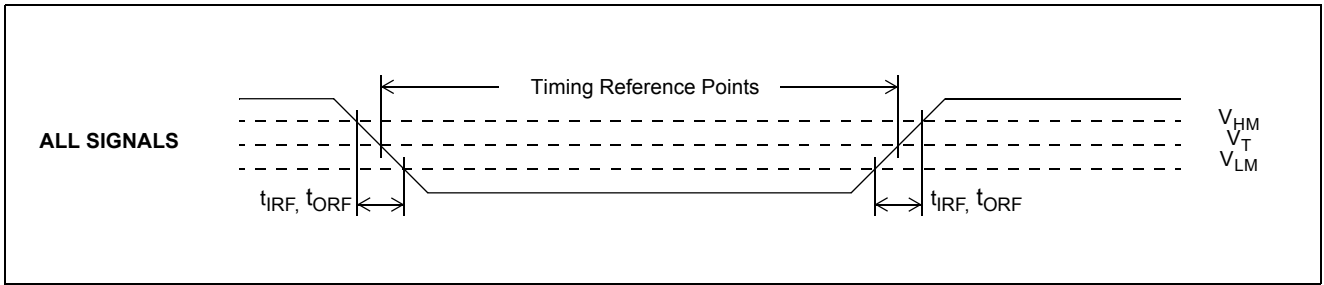 Timing Reference Points
ALL SIGNALS
V_HM
V_T
V_LM
t_IRF, t_ORF
t_IRF, t_ORF